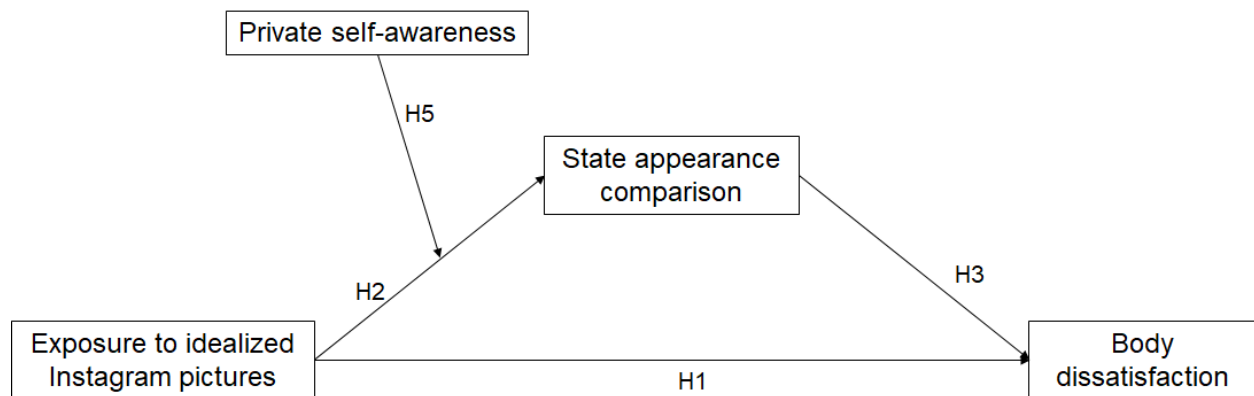 Private self-awareness
H5
State appearance
comparison
H2
H3
Exposure to idealized
Instagram pictures
H1
Body
dissatisfaction